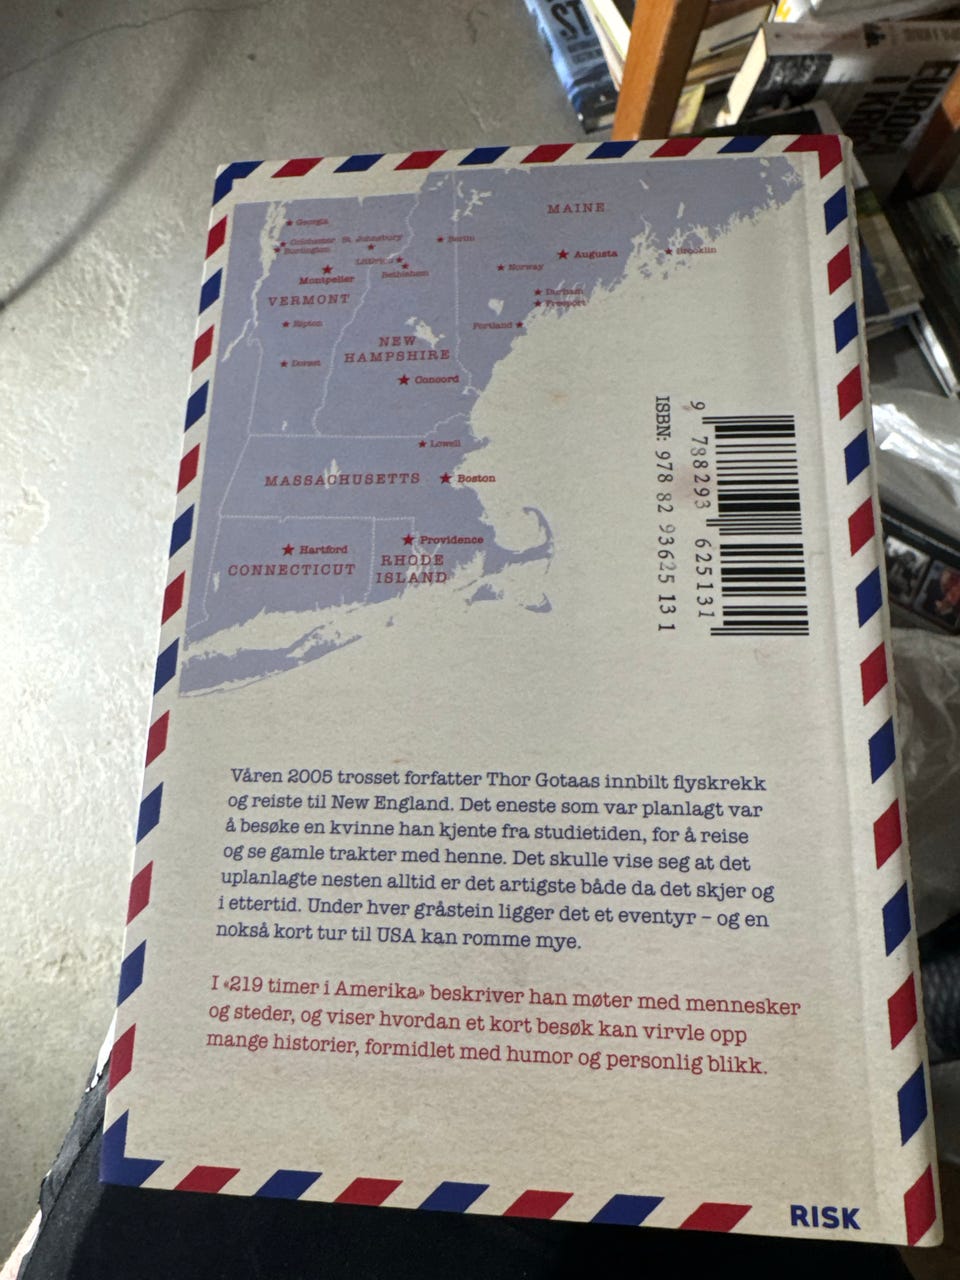 MAINE
Georgia
Colchester
St. Johnsbury
Berlin
Burlington
Augusta
Brooklin
Littleton
Bethlehem
Norway
Montpelier
VERMONT
Durham
Freeport
Ripton
Portland
NEW
HAMPSHIRE
Dorset
Concord
Lowell
MASSACHUSETTS
Boston
Hartford
Providence
CONNECTICUT
RHODE
ISLAND
ISBN: 978 82 93625 13 1
9 788293 625131
Våren 2005 trosset forfatter Thor Gotaas innbilt flyskrekk
og reiste til New England. Det eneste som var planlagt var
å besøke en kvinne han kjente fra studietiden, for å reise
og se gamle trakter med henne. Det skulle vise seg at det
uplanlagte nesten alltid er det artigste både da det skjer og
i ettertid. Under hver gråstein ligger det et eventyr – og en
nokså kort tur til USA kan romme mye.
I «219 timer i Amerika» beskriver han møter med mennesker
og steder, og viser hvordan et kort besøk kan virvle opp
mange historier, formidlet med humor og personlig blikk.
RISK